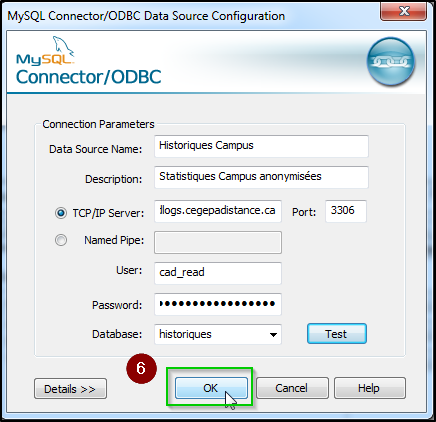 MySQL Connector/ODBC Data Source Configuration
MySQL
Connector/ODBC
Connection Parameters
Data Source Name: Historiques Campus
Description: Statistiques Campus anonymisées
TCP/IP Server: llogs.cegepadistance.ca Port: 3306
Named Pipe:
User: cad_read
Password: ••••••••••••••••••
Database: historiques Test
6
Details >> OK Cancel Help